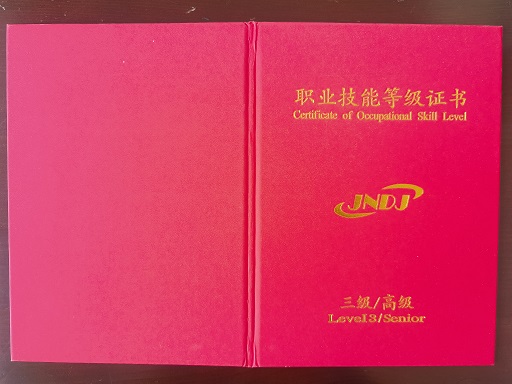 职业技能等级证书
Certificate of Occupational Skill Level
JNDJ
三级/高级
Level3/Senior